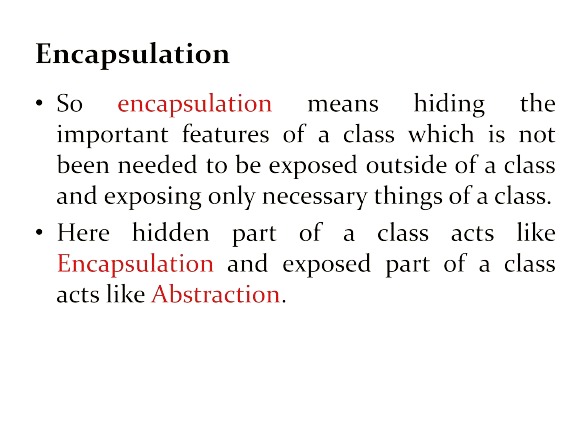 Encapsulation
• So encapsulation means hiding the
important features of a class which is not
been needed to be exposed outside of a class
and exposing only necessary things of a class.
• Here hidden part of a class acts like
Encapsulation and exposed part of a class
acts like Abstraction.